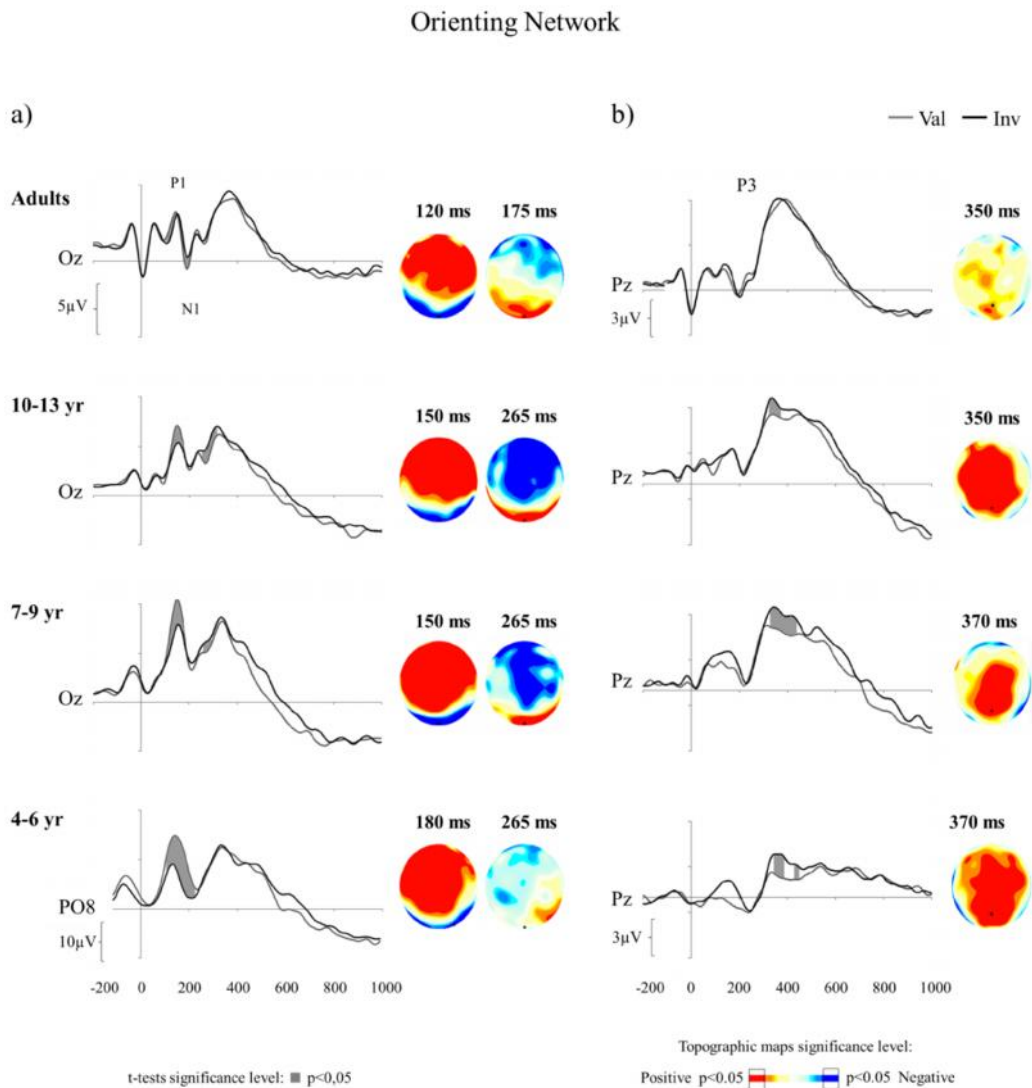 Orienting Network
a)
b)
Val Inv
Adults
P1
120 ms 175 ms
Oz
5µV
N1
P3
350 ms
Pz
3µV
10-13 yr
150 ms 265 ms
Oz
350 ms
Pz
7-9 yr
150 ms 265 ms
Oz
370 ms
Pz
4-6 yr
180 ms 265 ms
PO8
10µV
370 ms
Pz
3µV
-200 0 200 400 600 800 1000
-200 0 200 400 600 800 1000
t-tests significance level: p<0,05
Topographic maps significance level:
Positive p<0.05 p<0.05 Negative